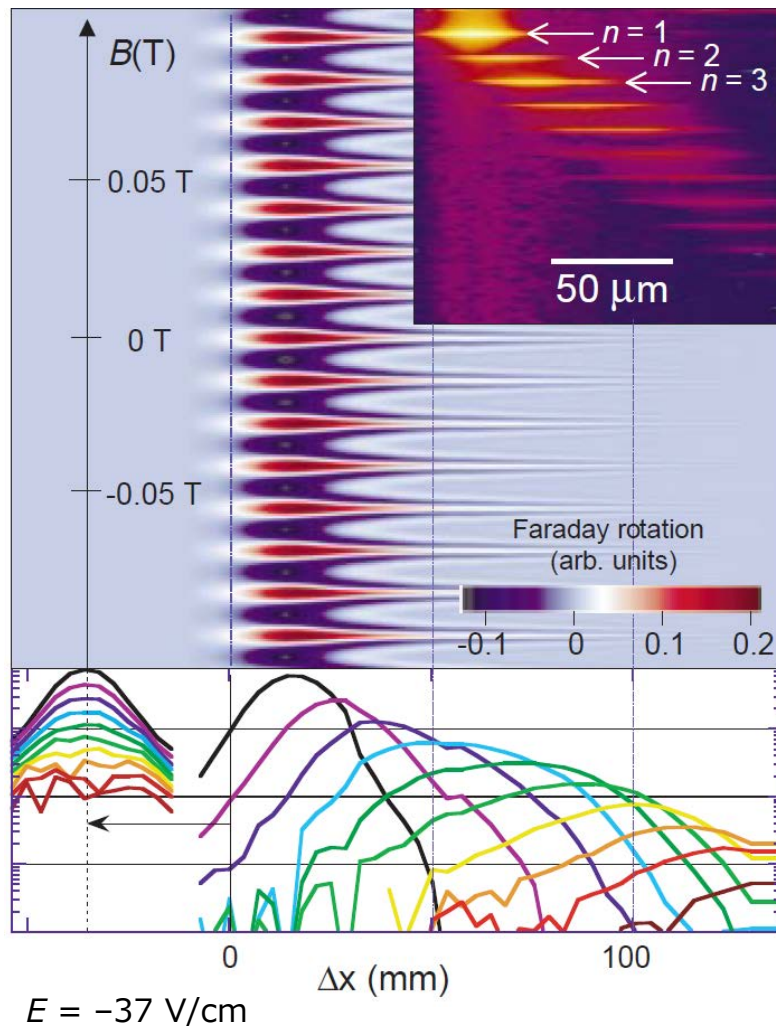 B(T)
n = 1
n = 2
n = 3
0.05 T
50 μm
0 T
-0.05 T
Faraday rotation
(arb. units)
-0.1 0 0.1 0.2
0 100
Δx (mm)
E = −37 V/cm